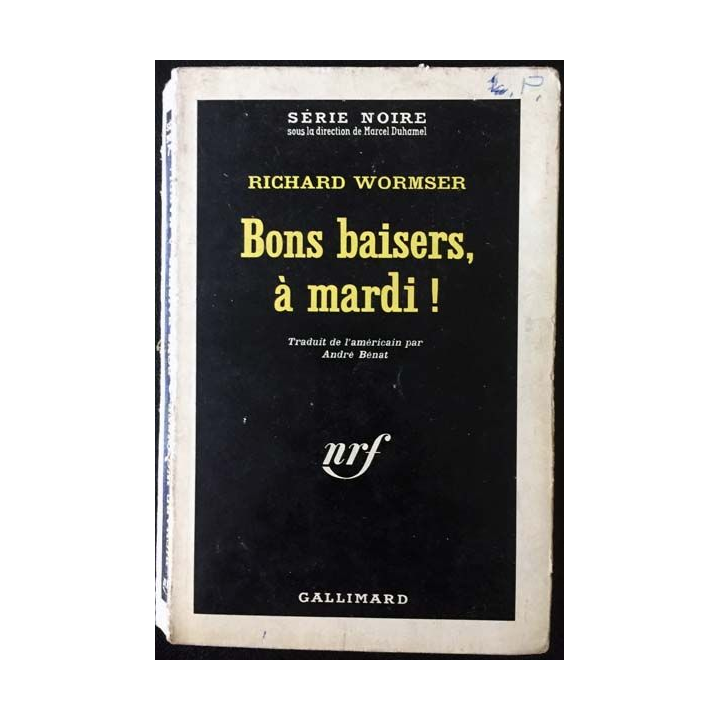 SÉRIE NOIRE
sous la direction de Marcel Duhamel
RICHARD WORMSER
Bons baisers,
à mardi !
Traduit de l'américain par
André Bénat
nrf
GALLIMARD